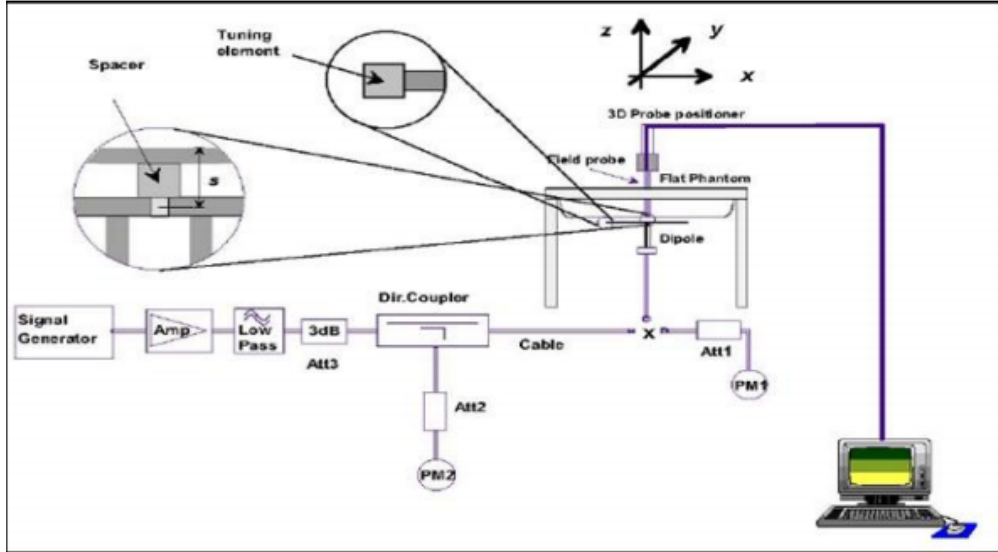 Tuning
element
Spacer
z
y
x
3D Probe positioner
Field probe
Flat Phantom
s
Dipole
Dir.Coupler
Signal
Generator
Amp
Low
Pass
3dB
Att3
Cable
x
Att1
PM1
Att2
PM2